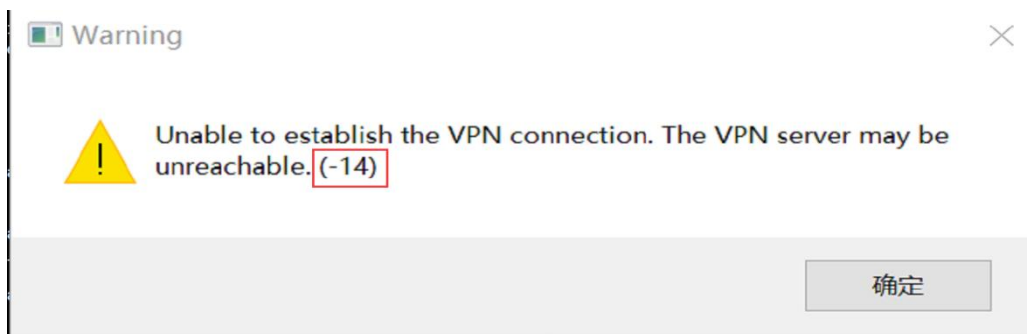 Warning
Unable to establish the VPN connection. The VPN server may be
unreachable. (-14)
确定